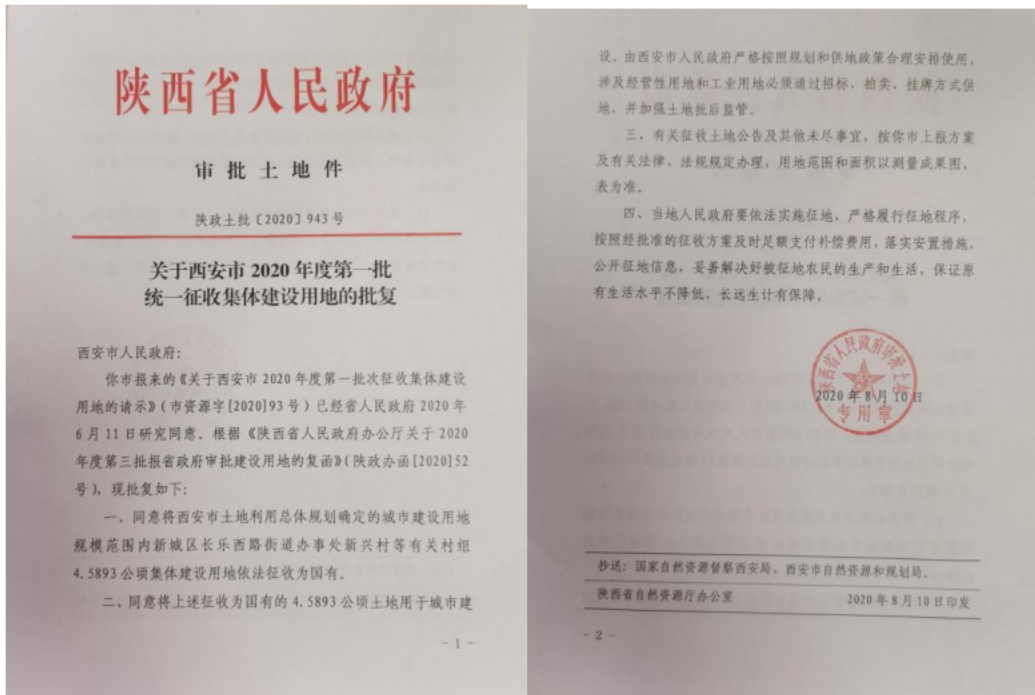 陕西省人民政府
审批土地件
陕政土批〔2020〕943号
关于西安市2020年度第一批
统一征收集体建设用地的批复
西安市人民政府：
你市报来的《关于西安市2020年度第一批次征收集体建设
用地的请示》（市资源字[2020]93号）已经省人民政府2020年
6月11日研究同意。根据《陕西省人民政府办公厅关于2020
年度第三批报省政府审批建设用地的复函》（陕政办函[2020]52
号），现批复如下：
一、同意将西安市土地利用总体规划确定的城市建设用地
规模范围内新城区长乐西路街道办事处新兴村等有关村组
4.5893公顷集体建设用地依法征收为国有。
二、同意将上述征收为国有的4.5893公顷土地用于城市建
- 1 -
设。由西安市人民政府严格按照规划和供地政策合理安排使用，
涉及经营性用地和工业用地必须通过招标、拍卖、挂牌方式供
地，并加强土地批后监管。
三、有关征收土地公告及其他未尽事宜，按你市上报方案
及有关法律、法规规定办理，用地范围和面积以测量成果图、
表为准。
四、当地人民政府要依法实施征地，严格履行征地程序，
按照经批准的征收方案及时足额支付补偿费用，落实安置措施，
公开征地信息，妥善解决好被征地农民的生产和生活，保证原
有生活水平不降低、长远生计有保障。
陕西省人民政府审批土地
2020年8月10日
专用章
抄送：国家自然资源督察西安局、西安市自然资源和规划局。
陕西省自然资源厅办公室 2020年8月10日印发
- 2 -